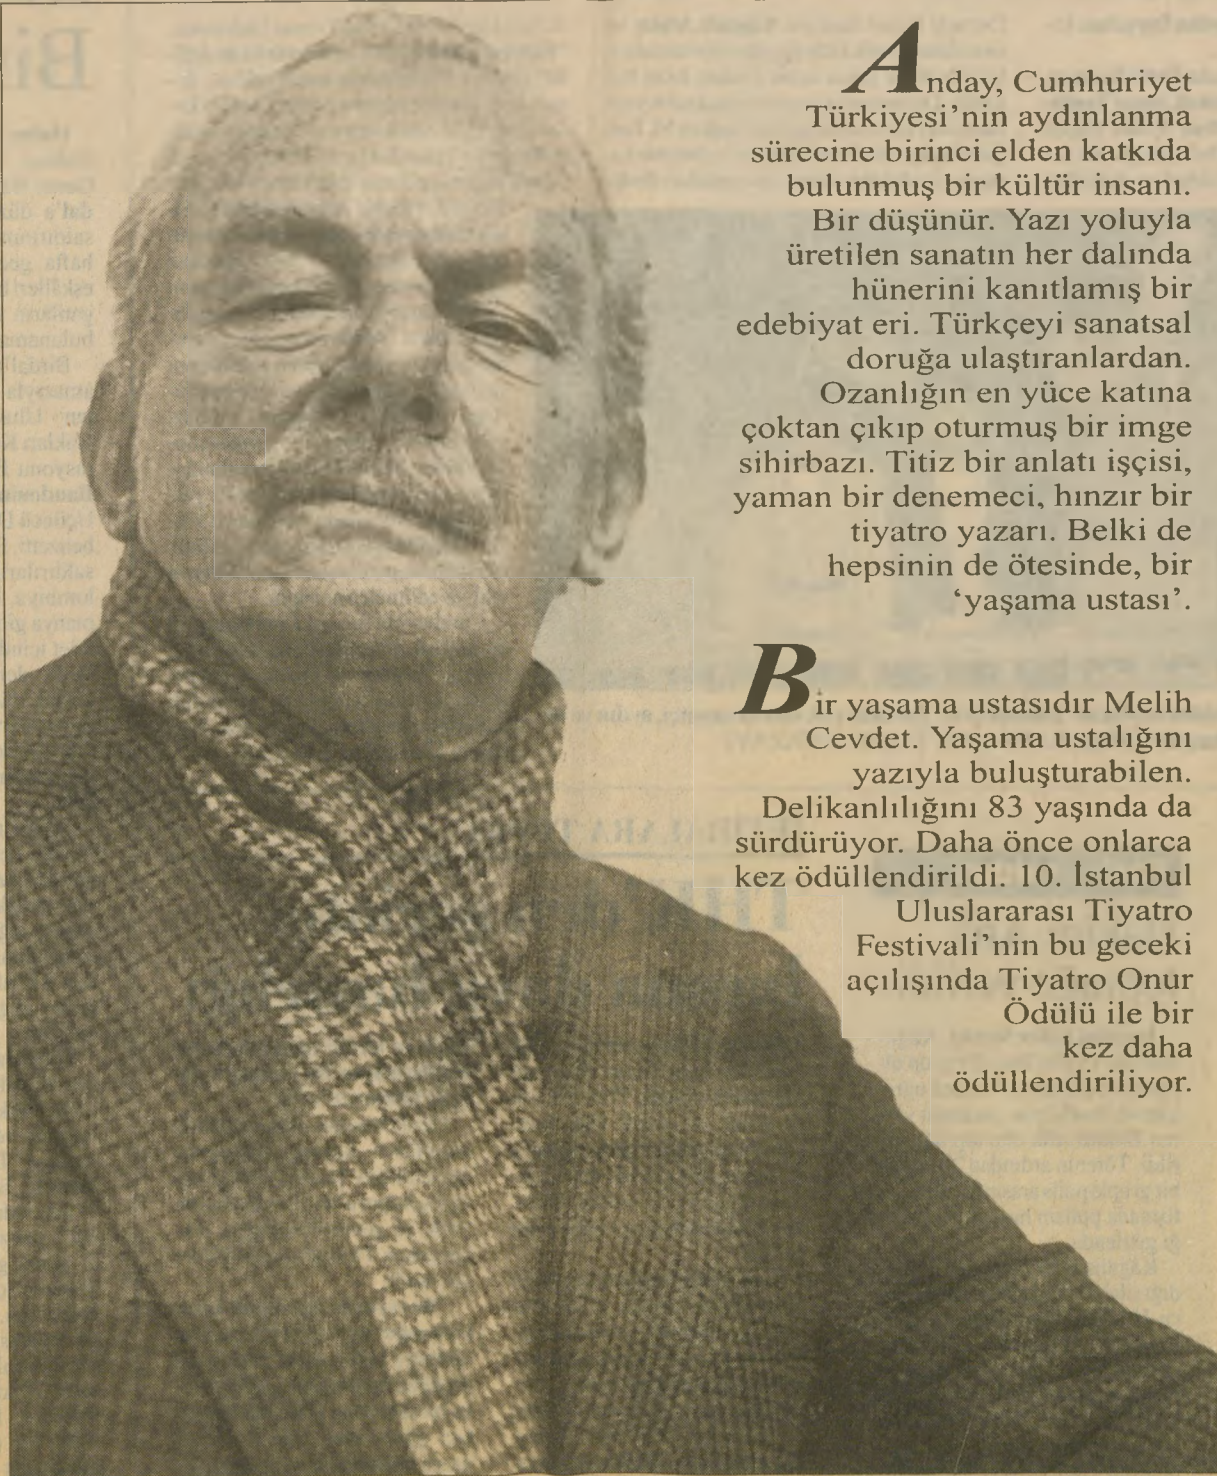 Anday, Cumhuriyet
Türkiyesi’nin aydınlanma
sürecine birinci elden katkıda
bulunmuş bir kültür insanı.
Bir düşünür. Yazı yoluyla
üretilen sanatın her dalında
hünerini kanıtlamış bir
edebiyat eri. Türkçeyi sanatsal
doruğa ulaştıranlardan.
Ozanlığın en yüce katına
çoktan çıkıp oturmuş bir imge
sihirbazı. Titiz bir anlatı işçisi,
yaman bir denemeci, hınzır bir
tiyatro yazarı. Belki de
hepsinin de ötesinde, bir
‘yaşama ustası’.
Bir yaşama ustasıdır Melih
Cevdet. Yaşama ustalığını
yazıyla buluşturabilen.
Delikanlılığını 83 yaşında da
sürdürüyor. Daha önce onlarca
kez ödüllendirildi. 10. İstanbul
Uluslararası Tiyatro
Festivali’nin bu geceki
açılışında Tiyatro Onur
Ödülü ile bir
kez daha
ödüllendiriliyor.